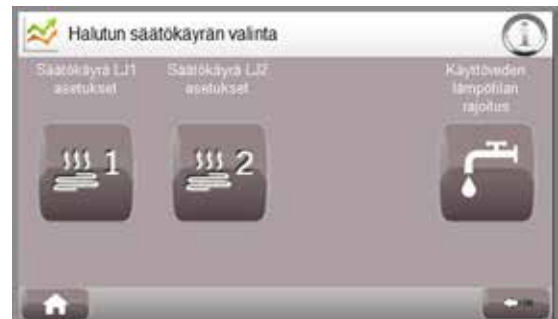 Halutun säätökäyrän valinta
Säätökäyrä LJ1
asetukset
Säätökäyrä LJ2
asetukset
Käyttöveden
lämpötilan
rajoitus
1
2